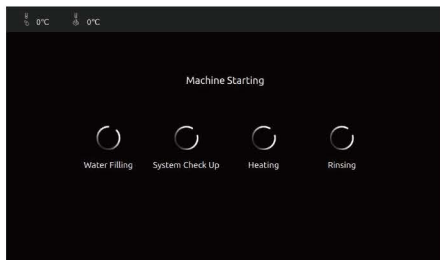 0°C 0°C
Machine Starting
Water Filling System Check Up Heating Rinsing